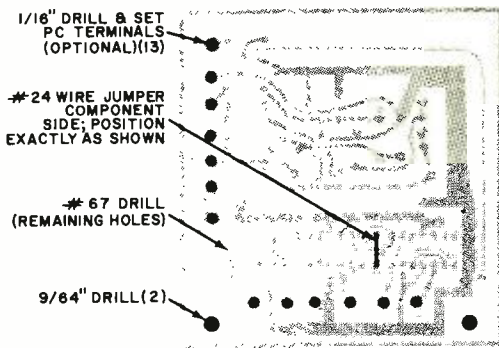 1/16" DRILL & SET
PC TERMINALS
(OPTIONAL)(13)
#24 WIRE JUMPER
COMPONENT
SIDE; POSITION
EXACTLY AS SHOWN
#67 DRILL
(REMAINING HOLES)
9/64" DRILL(2)